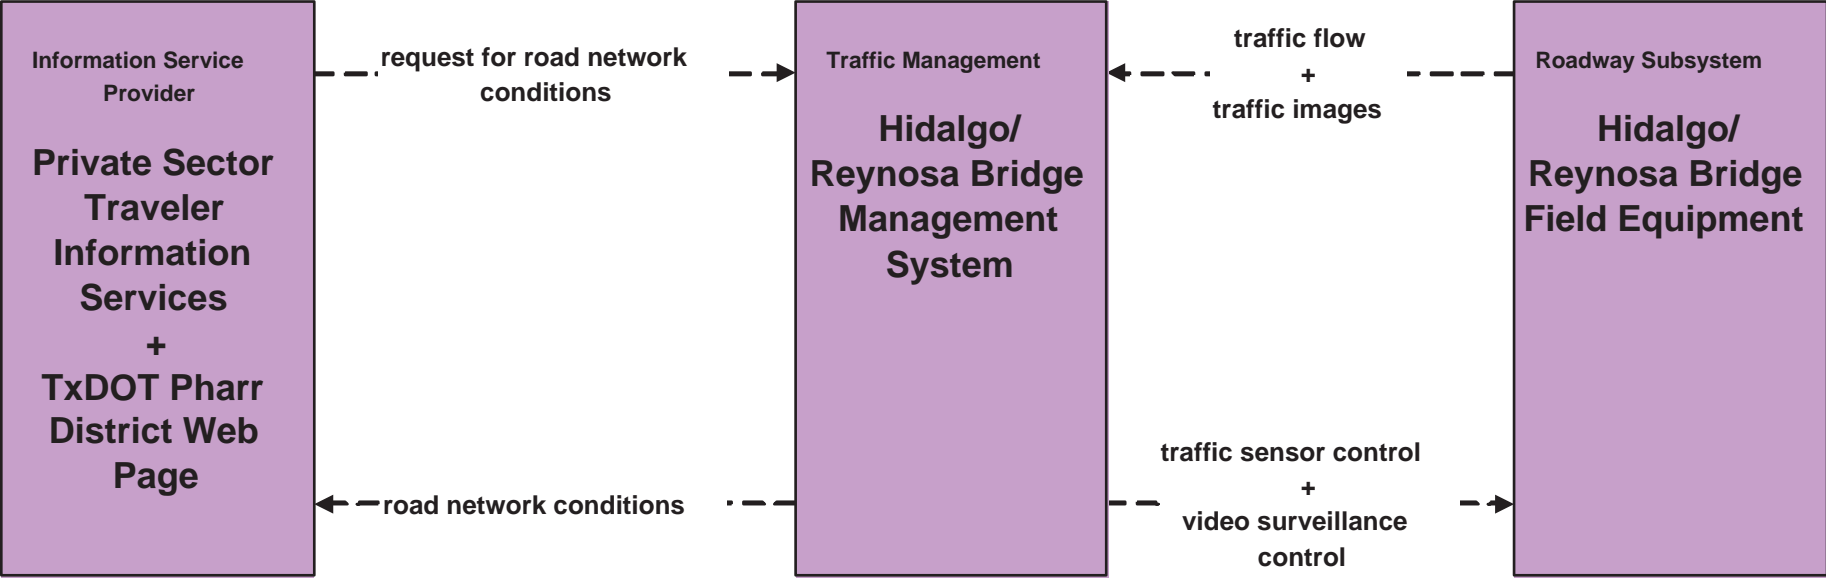 Information Service
Provider
Private Sector
Traveler
Information
Services
+
TxDOT Pharr
District Web
Page
request for road network
conditions
road network conditions
Traffic Management
Hidalgo/
Reynosa Bridge
Management
System
traffic flow
+
traffic images
traffic sensor control
+
video surveillance
control
Roadway Subsystem
Hidalgo/
Reynosa Bridge
Field Equipment